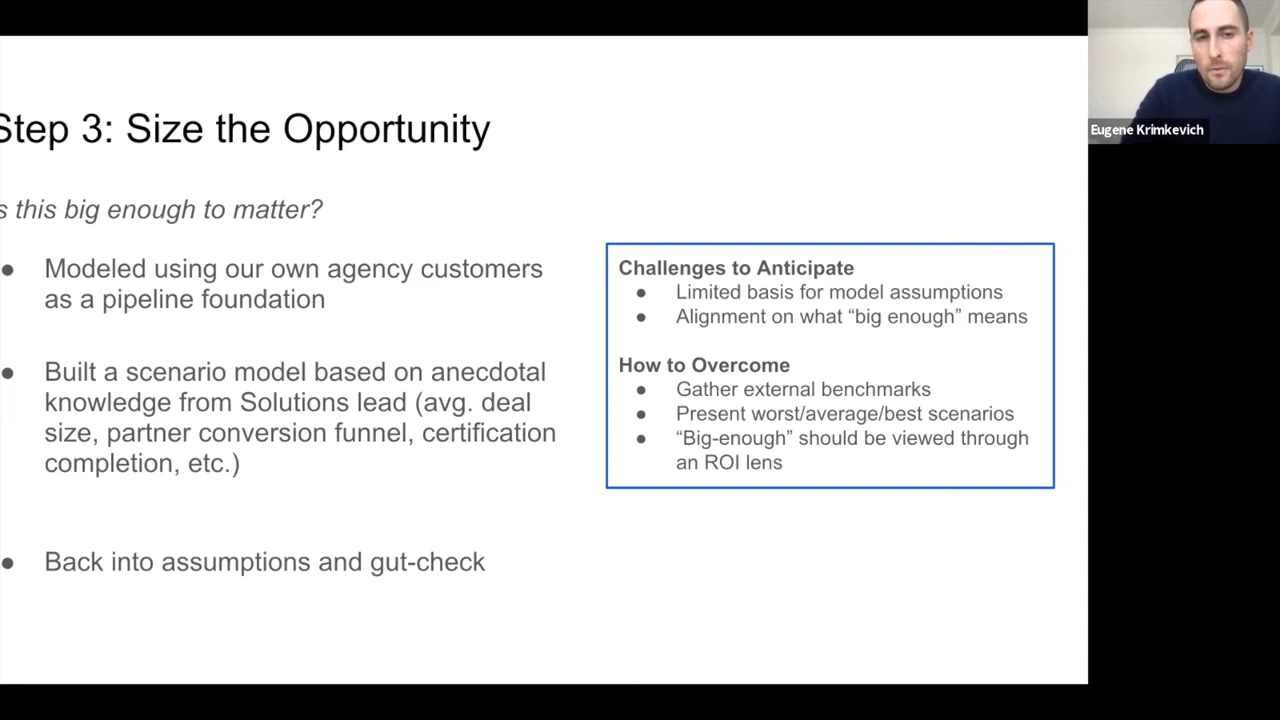 Step 3: Size the Opportunity
s this big enough to matter?
● Modeled using our own agency customers
as a pipeline foundation
● Built a scenario model based on anecdotal
knowledge from Solutions lead (avg. deal
size, partner conversion funnel, certification
completion, etc.)
● Back into assumptions and gut-check
Challenges to Anticipate
● Limited basis for model assumptions
● Alignment on what “big enough” means
How to Overcome
● Gather external benchmarks
● Present worst/average/best scenarios
● “Big-enough” should be viewed through
an ROI lens
Eugene Krimkevich